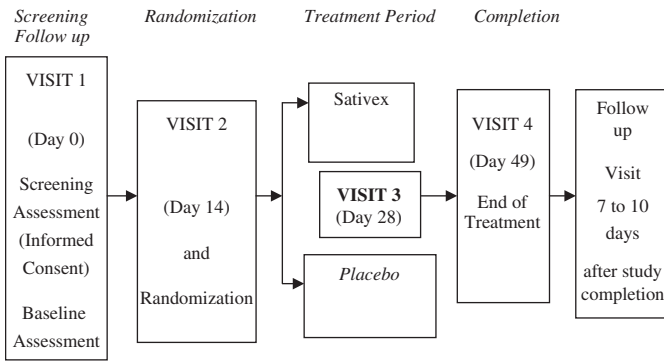 Screening
Follow up
Randomization
Treatment Period
Completion
VISIT 1
(Day 0)
Screening
Assessment
(Informed
Consent)
Baseline
Assessment
VISIT 2
(Day 14)
and
Randomization
Sativex
VISIT 3
(Day 28)
Placebo
VISIT 4
(Day 49)
End of
Treatment
Follow
up
Visit
7 to 10
days
after study
completion